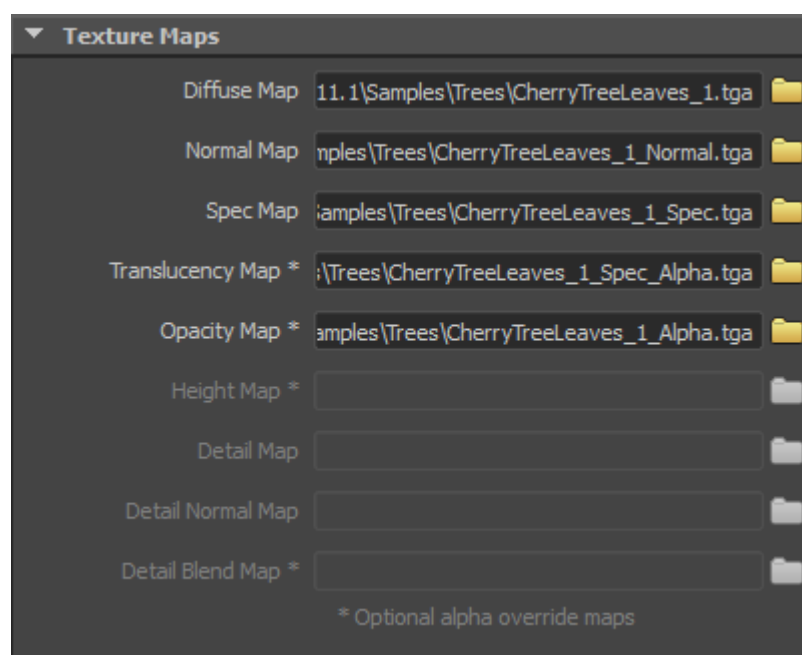 Texture Maps
Diffuse Map 11.1\Samples\Trees\CherryTreeLeaves_1.tga
Normal Map mples\Trees\CherryTreeLeaves_1_Normal.tga
Spec Map Samples\Trees\CherryTreeLeaves_1_Spec.tga
Translucency Map * s\Trees\CherryTreeLeaves_1_Spec_Alpha.tga
Opacity Map * amples\Trees\CherryTreeLeaves_1_Alpha.tga
Height Map *
Detail Map
Detail Normal Map
Detail Blend Map *
* Optional alpha override maps